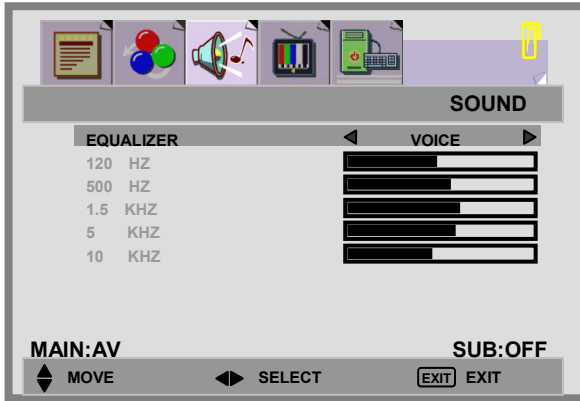 SOUND
EQUALIZER VOICE
120 HZ
500 HZ
1.5 KHZ
5 KHZ
10 KHZ
MAIN:AV SUB:OFF
MOVE SELECT EXIT EXIT